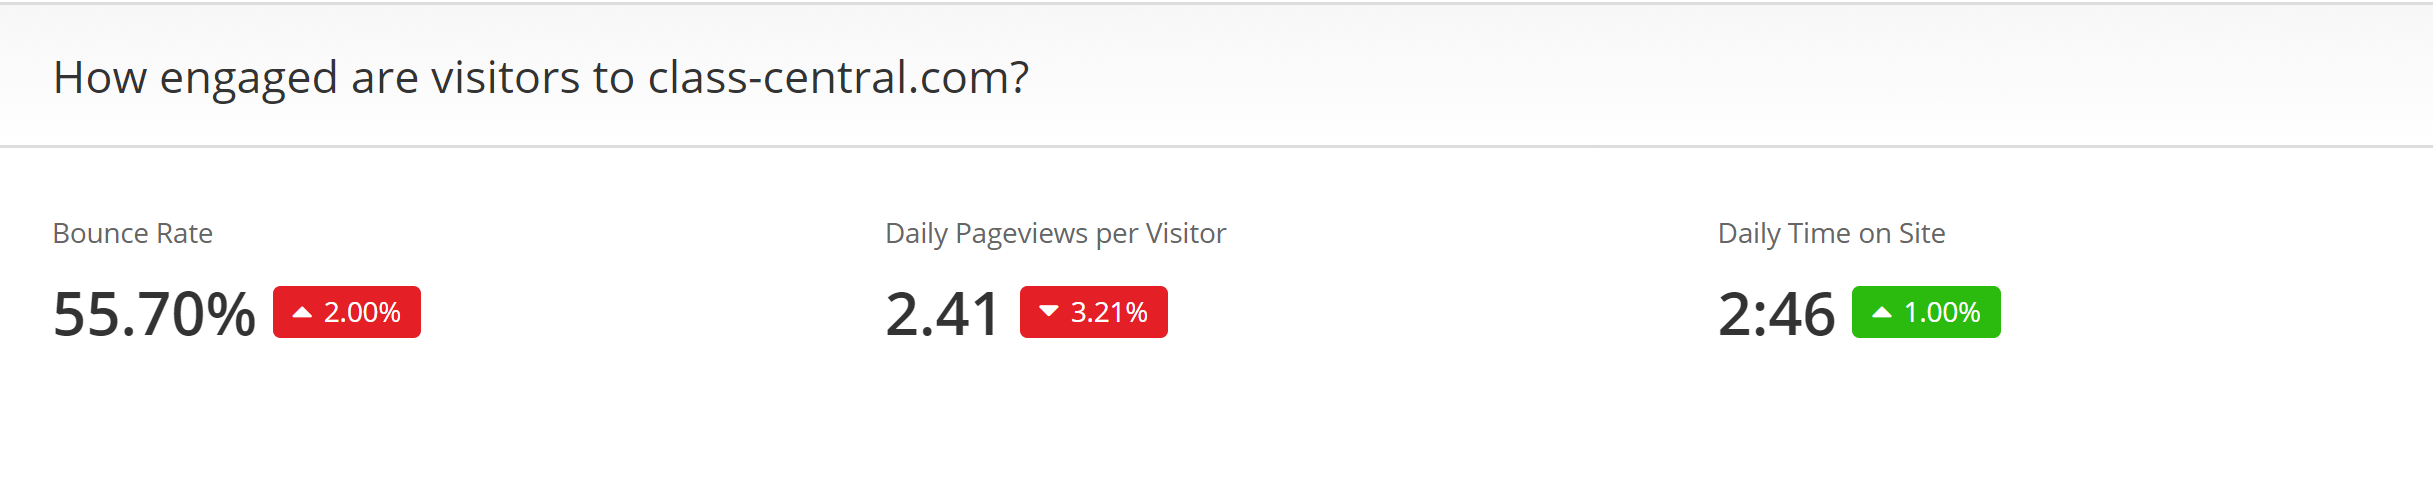 How engaged are visitors to class-central.com?
Bounce Rate
55.70% 2.00%
Daily Pageviews per Visitor
2.41 3.21%
Daily Time on Site
2:46 1.00%